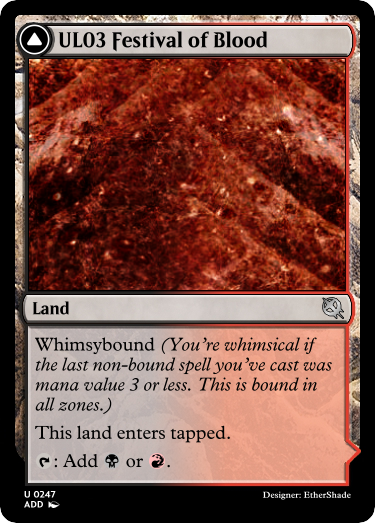 UL03 Festival of Blood
Land
Whimsybound (You're whimsical if
the last non-bound spell you've cast was
mana value 3 or less. This is bound in
all zones.)
This land enters tapped.
: Add or .
U 0247
ADD
Designer: EtherShade